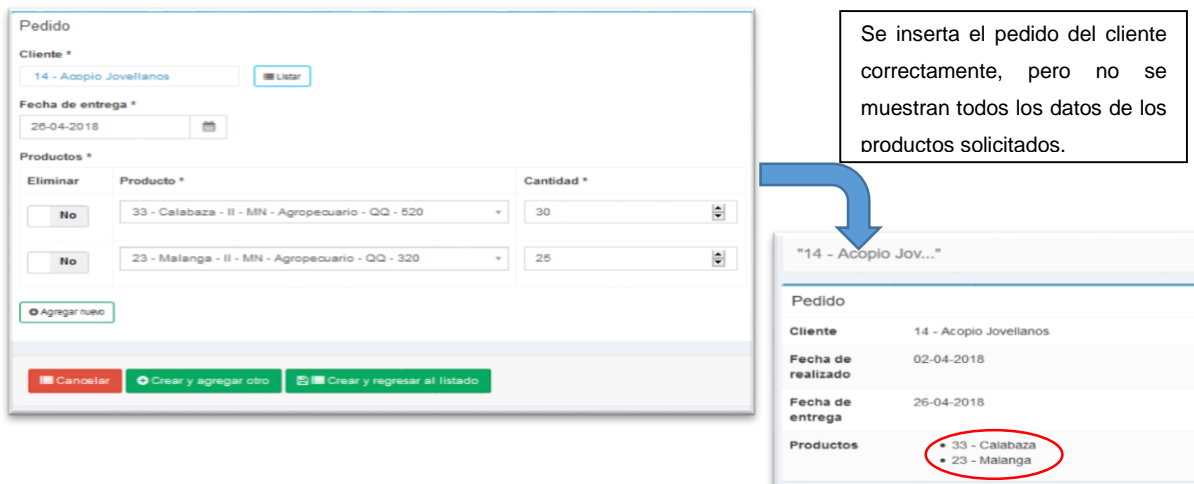 Pedido
Cliente *
14 - Acopio Jovellanos
Listar
Fecha de entrega *
26-04-2018
Productos *
Eliminar Producto * Cantidad *
No 33 - Calabaza - II - MN - Agropecuario - QQ - 520 30
No 23 - Malanga - II - MN - Agropecuario - QQ - 320 25
Agregar nuevo
Cancelar Crear y agregar otro Crear y regresar al listado
Se inserta el pedido del cliente
correctamente, pero no se
muestran todos los datos de los
productos solicitados.
"14 - Acopio Jov..."
Pedido
Cliente 14 - Acopio Jovellanos
Fecha de 02-04-2018
realizado
Fecha de 26-04-2018
entrega
Productos • 33 - Calabaza
• 23 - Malanga